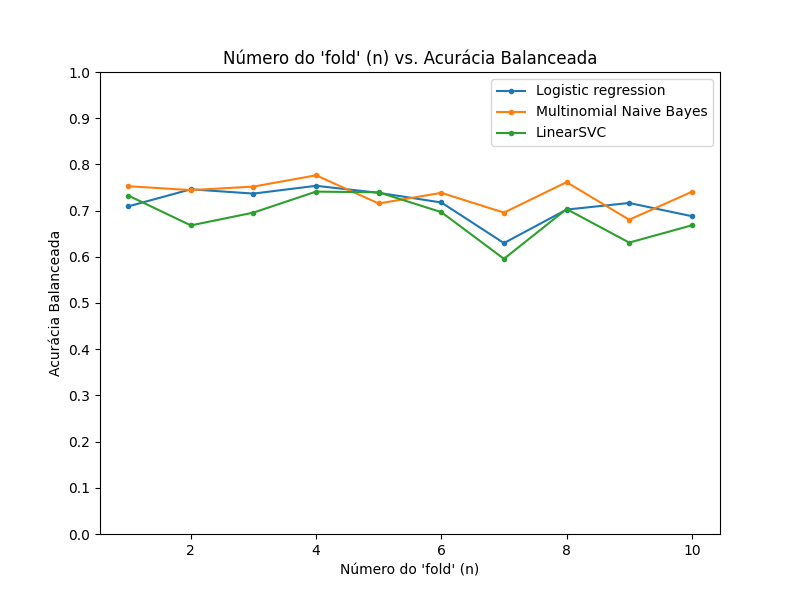 Número do 'fold' (n) vs. Acurácia Balanceada
Logistic regression
Multinomial Naive Bayes
LinearSVC
Acurácia Balanceada
1.0
0.9
0.8
0.7
0.6
0.5
0.4
0.3
0.2
0.1
0.0
2 4 6 8 10
Número do 'fold' (n)